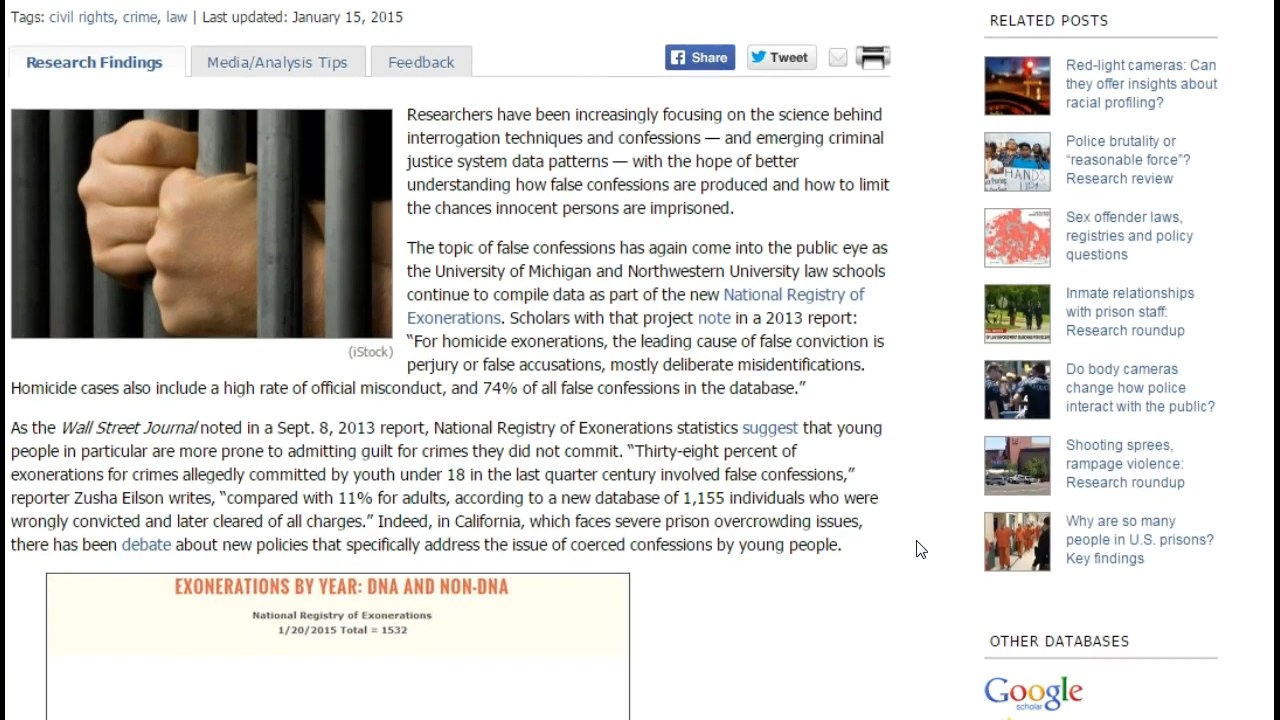 Tags: civil rights, crime, law | Last updated: January 15, 2015
Research Findings
Media/Analysis Tips
Feedback
Share
Tweet
Researchers have been increasingly focusing on the science behind
interrogation techniques and confessions — and emerging criminal
justice system data patterns — with the hope of better
understanding how false confessions are produced and how to limit
the chances innocent persons are imprisoned.
The topic of false confessions has again come into the public eye as
the University of Michigan and Northwestern University law schools
continue to compile data as part of the new National Registry of
Exonerations. Scholars with that project note in a 2013 report:
“For homicide exonerations, the leading cause of false conviction is
perjury or false accusations, mostly deliberate misidentifications.
(iStock)
Homicide cases also include a high rate of official misconduct, and 74% of all false confessions in the database.”
As the Wall Street Journal noted in a Sept. 8, 2013 report, National Registry of Exonerations statistics suggest that young
people in particular are more prone to admitting guilt for crimes they did not commit. “Thirty-eight percent of
exonerations for crimes allegedly committed by youth under 18 in the last quarter century involved false confessions,”
reporter Zusha Eilson writes, “compared with 11% for adults, according to a new database of 1,155 individuals who were
wrongly convicted and later cleared of all charges.” Indeed, in California, which faces severe prison overcrowding issues,
there has been debate about new policies that specifically address the issue of coerced confessions by young people.
EXONERATIONS BY YEAR: DNA AND NON-DNA
National Registry of Exonerations
1/20/2015 Total = 1532
RELATED POSTS
Red-light cameras: Can
they offer insights about
racial profiling?
Police brutality or
“reasonable force”?
Research review
HANDS
UP!
Sex offender laws,
registries and policy
questions
Inmate relationships
with prison staff:
Research roundup
Do body cameras
change how police
interact with the public?
Shooting sprees,
rampage violence:
Research roundup
Why are so many
people in U.S. prisons?
Key findings
OTHER DATABASES
Google
scholar